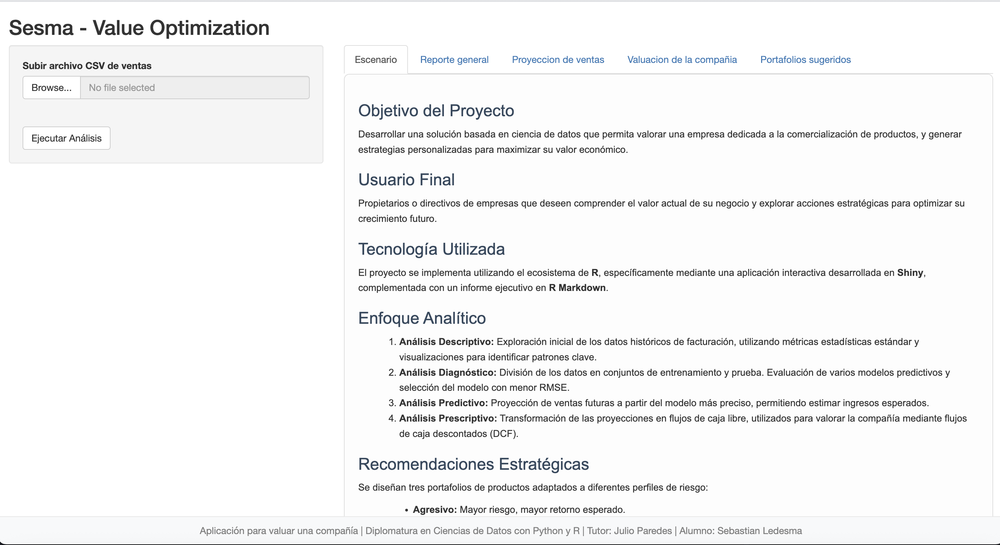 Sesma - Value Optimization
Subir archivo CSV de ventas
Browse...
No file selected
Ejecutar Análisis
Escenario
Reporte general
Proyeccion de ventas
Valuacion de la compañia
Portafolios sugeridos
Objetivo del Proyecto
Desarrollar una solución basada en ciencia de datos que permita valorar una empresa dedicada a la comercialización de productos, y generar
estrategias personalizadas para maximizar su valor económico.
Usuario Final
Propietarios o directivos de empresas que deseen comprender el valor actual de su negocio y explorar acciones estratégicas para optimizar su
crecimiento futuro.
Tecnología Utilizada
El proyecto se implementa utilizando el ecosistema de R, específicamente mediante una aplicación interactiva desarrollada en Shiny,
complementada con un informe ejecutivo en R Markdown.
Enfoque Analítico
1. Análisis Descriptivo: Exploración inicial de los datos históricos de facturación, utilizando métricas estadísticas estándar y
visualizaciones para identificar patrones clave.
2. Análisis Diagnóstico: División de los datos en conjuntos de entrenamiento y prueba. Evaluación de varios modelos predictivos y
selección del modelo con menor RMSE.
3. Análisis Predictivo: Proyección de ventas futuras a partir del modelo más preciso, permitiendo estimar ingresos esperados.
4. Análisis Prescriptivo: Transformación de las proyecciones en flujos de caja libre, utilizados para valorar la compañía mediante flujos
de caja descontados (DCF).
Recomendaciones Estratégicas
Se diseñan tres portafolios de productos adaptados a diferentes perfiles de riesgo:
• Agresivo: Mayor riesgo, mayor retorno esperado.
Aplicación para valuar una compañía | Diplomatura en Ciencias de Datos con Python y R | Tutor: Julio Paredes | Alumno: Sebastian Ledesma